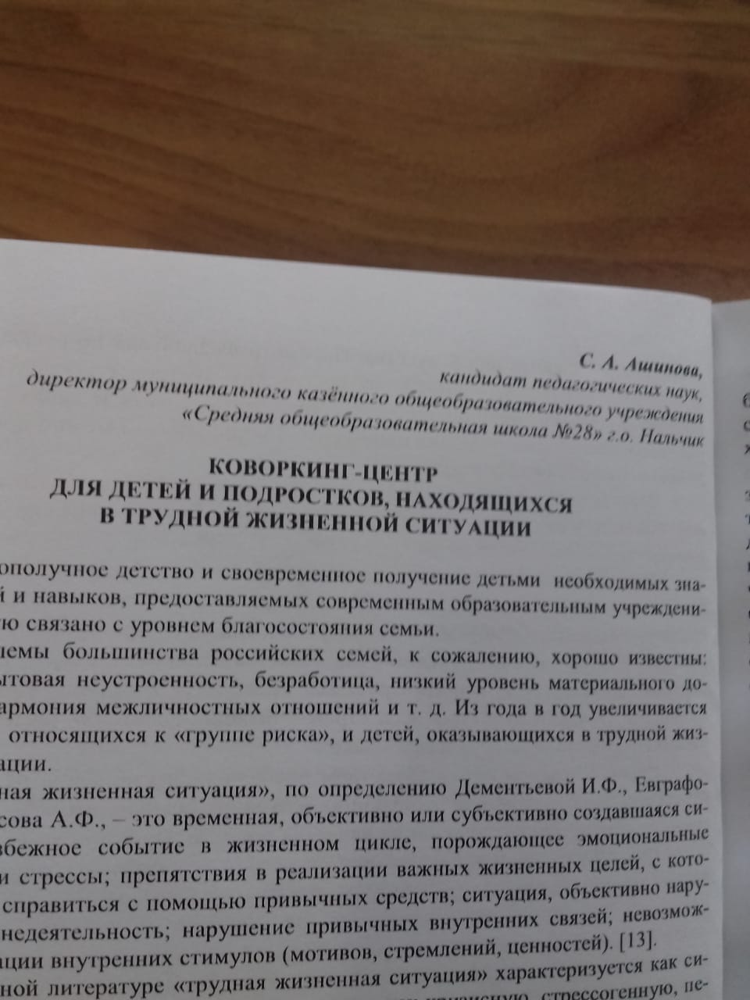 С. А. Ашинова,
кандидат педагогических наук,
директор муниципального казённого общеобразовательного учреждения
«Средняя общеобразовательная школа №28» г.о. Нальчик
КОВОРКИНГ-ЦЕНТР
ДЛЯ ДЕТЕЙ И ПОДРОСТКОВ, НАХОДЯЩИХСЯ
В ТРУДНОЙ ЖИЗНЕННОЙ СИТУАЦИИ
ополучное детство и своевременное получение детьми необходимых зна-
й и навыков, предоставляемых современным образовательным учреждени-
ю связано с уровнем благосостояния семьи.
лемы большинства российских семей, к сожалению, хорошо известны:
ытовая неустроенность, безработица, низкий уровень материального до-
армония межличностных отношений и т. д. Из года в год увеличивается
относящихся к «группе риска», и детей, оказывающихся в трудной жиз-
ации.
ная жизненная ситуация», по определению Дементьевой И.Ф., Евграфо-
сова А.Ф., – это временная, объективно или субъективно создавшаяся си-
збежное событие в жизненном цикле, порождающее эмоциональные
и стрессы; препятствия в реализации важных жизненных целей, с кото-
справиться с помощью привычных средств; ситуация, объективно нару-
недеятельность; нарушение привычных внутренних связей; невозмож-
ации внутренних стимулов (мотивов, стремлений, ценностей). [13].
ной литературе «трудная жизненная ситуация» характеризуется как си-
стрессогенную, пе-